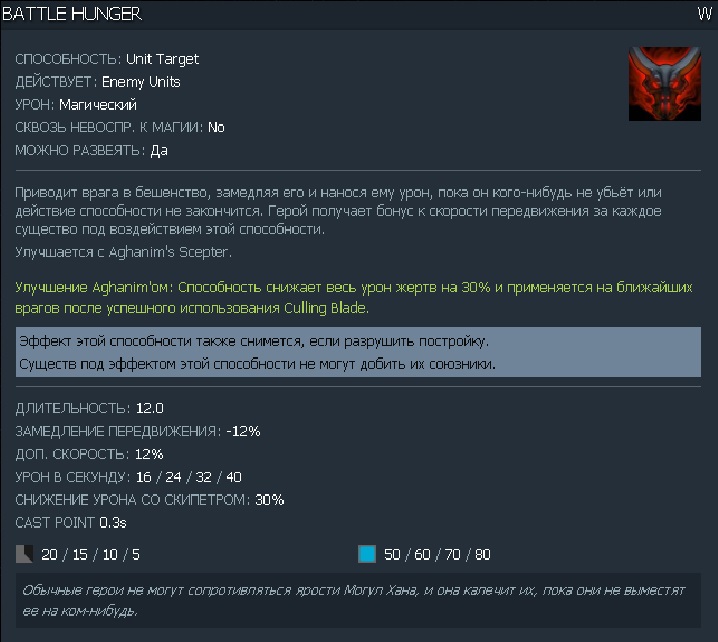 BATTLE HUNGER W
СПОСОБНОСТЬ: Unit Target
ДЕЙСТВУЕТ: Enemy Units
УРОН: Магический
СКВОЗЬ НЕВОСПР. К МАГИИ: No
МОЖНО РАЗВЕЯТЬ: Да
Приводит врага в бешенство, замедляя его и нанося ему урон, пока он кого-нибудь не убьёт или
действие способности не закончится. Герой получает бонус к скорости передвижения за каждое
существо под воздействием этой способности.
Улучшается с Aghanim's Scepter.
Улучшение Aghanim'ом: Способность снижает весь урон жертв на 30% и применяется на ближайших
врагов после успешного использования Culling Blade.
Эффект этой способности также снимется, если разрушить постройку.
Существ под эффектом этой способности не могут добить их союзники.
ДЛИТЕЛЬНОСТЬ: 12.0
ЗАМЕДЛЕНИЕ ПЕРЕДВИЖЕНИЯ: -12%
ДОП. СКОРОСТЬ: 12%
УРОН В СЕКУНДУ: 16 / 24 / 32 / 40
СНИЖЕНИЕ УРОНА СО СКИПЕТРОМ: 30%
CAST POINT 0.3s
20 / 15 / 10 / 5 50 / 60 / 70 / 80
Обычные герои не могут сопротивляться ярости Могул Хана, и она калечит их, пока они не выместят
ее на ком-нибудь.